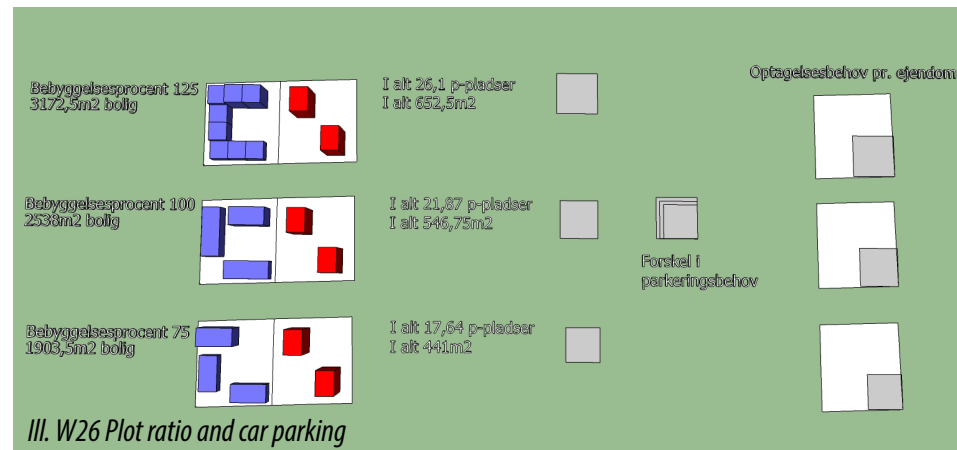 Optagelsesbehov pr. ejendom
Bebyggelsesprocent 125
3172,5m2 bolig
I alt 26,1 p-pladser
I alt 652,5m2
Bebyggelsesprocent 100
2538m2 bolig
I alt 21,87 p-pladser
I alt 546,75m2
Forskel i
parkeringsbehov
Bebyggelsesprocent 75
1903,5m2 bolig
I alt 17,64 p-pladser
I alt 441m2
Ill. W26 Plot ratio and car parking